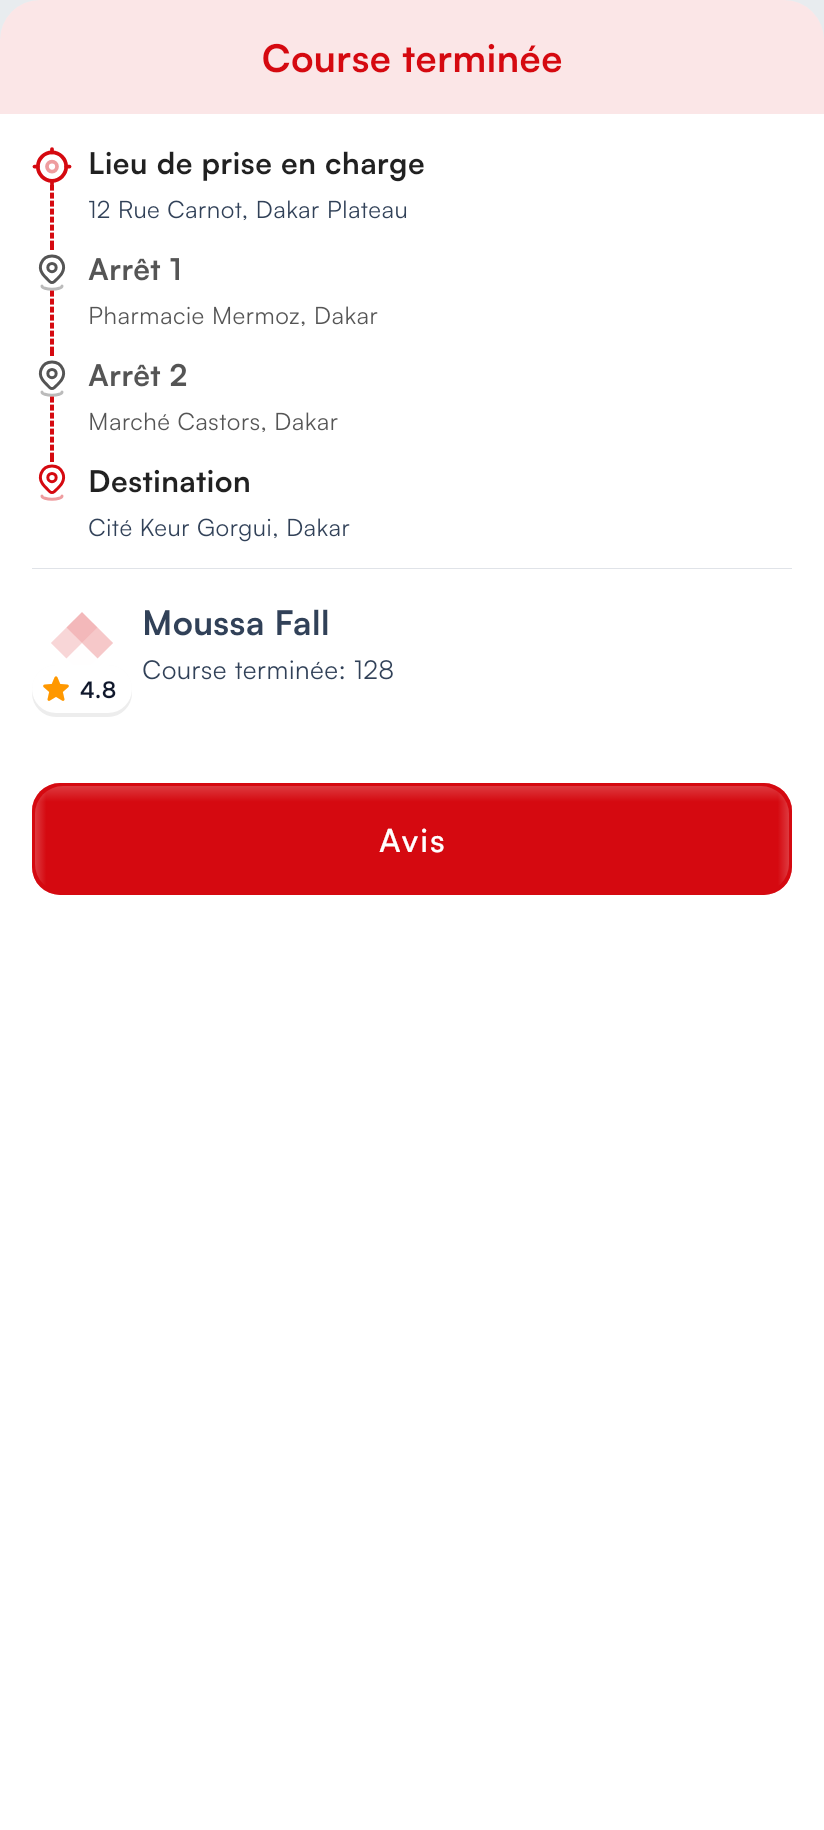 Course terminée
Lieu de prise en charge
12 Rue Carnot, Dakar Plateau
Arrêt 1
Pharmacie Mermoz, Dakar
Arrêt 2
Marché Castors, Dakar
Destination
Cité Keur Gorgui, Dakar
Moussa Fall
Course terminée: 128
4.8
Avis